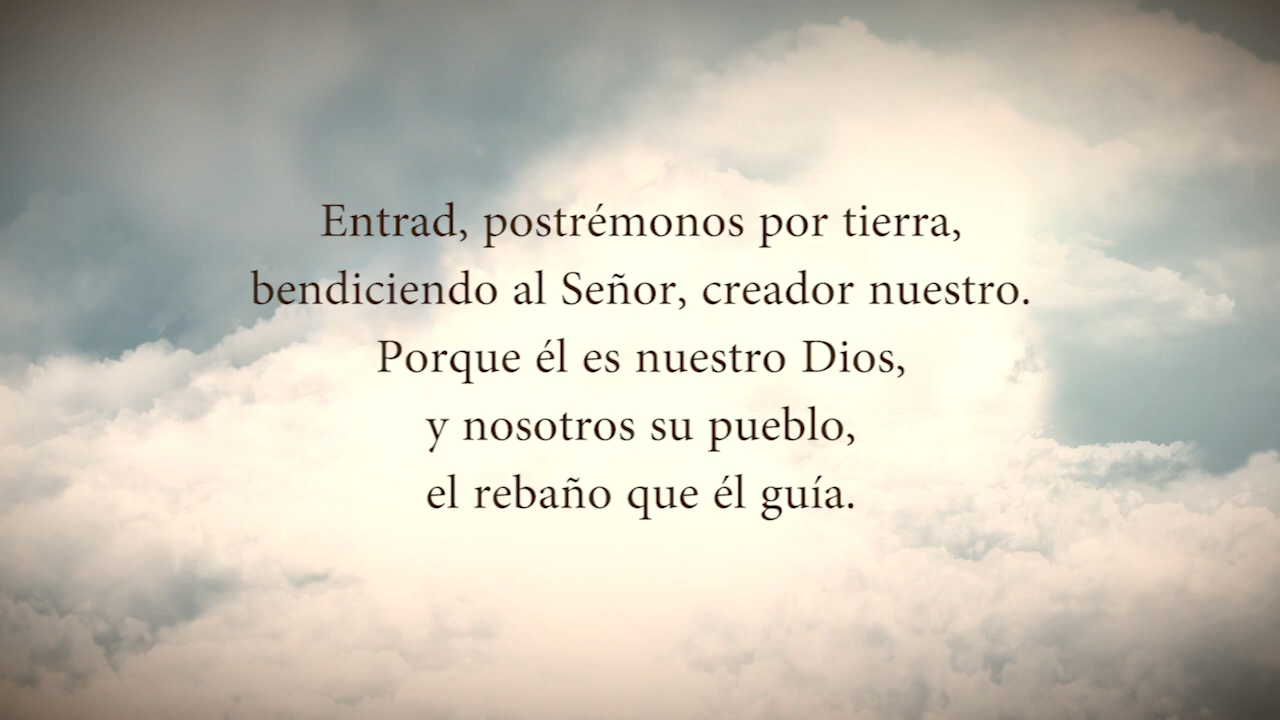 Entrad, postrémonos por tierra,
bendiciendo al Señor, creador nuestro.
Porque él es nuestro Dios,
y nosotros su pueblo,
el rebaño que él guía.